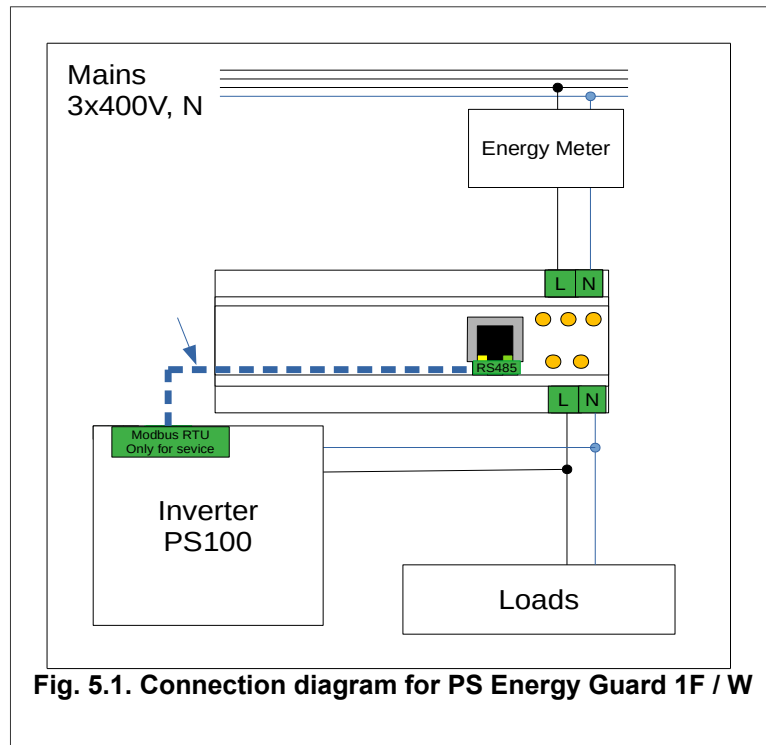 Mains
3x400V, N
Energy Meter
L N
RS485
L N
Modbus RTU
Only for sevice
Inverter
PS100
Loads
Fig. 5.1. Connection diagram for PS Energy Guard 1F / W